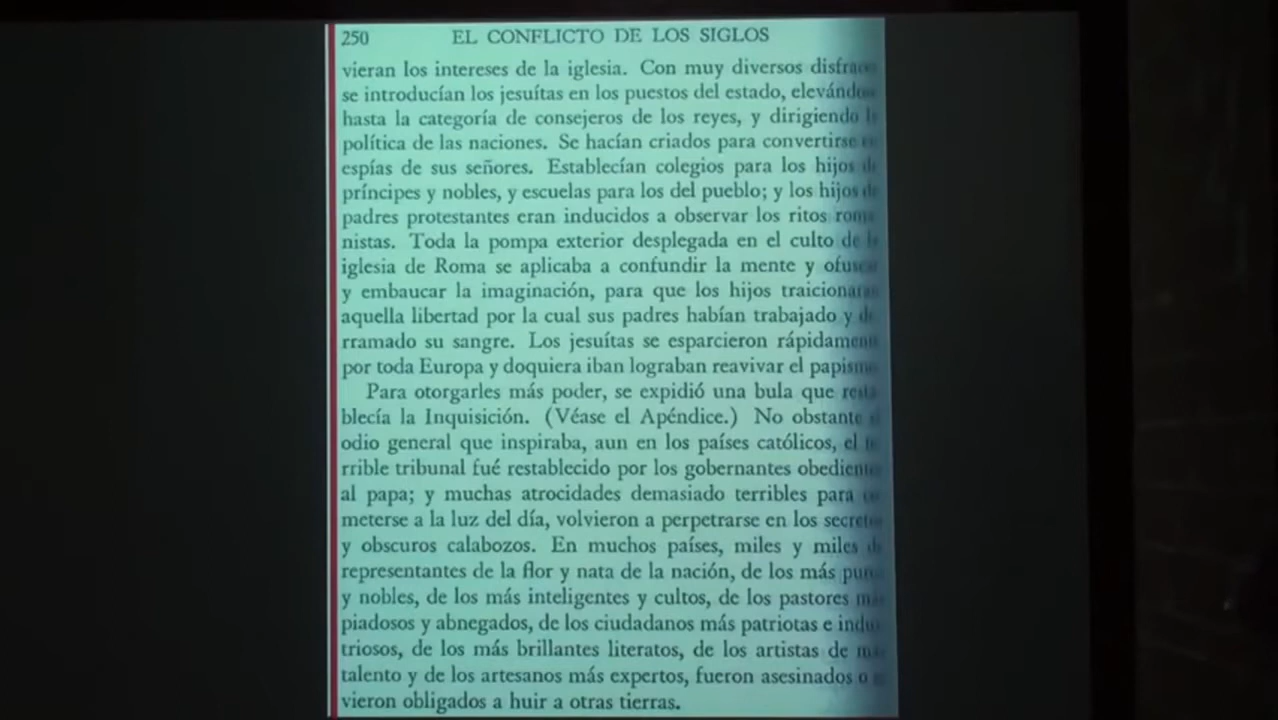 250 EL CONFLICTO DE LOS SIGLOS
vieran los intereses de la iglesia. Con muy diversos
se introducían los jesuítas en los puestos del estado,
hasta la categoría de consejeros de los reyes, y dirigiendo
política de las naciones. Se hacían criados para convertirse
espías de sus señores. Establecían colegios para los hijos
príncipes y nobles, y escuelas para los del pueblo; y los hijos de
padres protestantes eran inducidos a observar los ritos
nistas. Toda la pompa exterior desplegada en el culto de
iglesia de Roma se aplicaba a confundir la mente y
y embaucar la imaginación, para que los hijos
aquella libertad por la cual sus padres habían trabajado y
rramado su sangre. Los jesuítas se esparcieron rápidamente
por toda Europa y doquiera iban lograban reavivar el papismo.
Para otorgarles más poder, se expidió una bula que
blecía la Inquisición. (Véase el Apéndice.) No obstante
odio general que inspiraba, aun en los países católicos, el
rrible tribunal fué restablecido por los gobernantes obedientes
al papa; y muchas atrocidades demasiado terribles para
meterse a la luz del día, volvieron a perpetrarse en los secretos
y obscuros calabozos. En muchos países, miles y miles
representantes de la flor y nata de la nación, de los más puros
y nobles, de los más inteligentes y cultos, de los pastores
piadosos y abnegados, de los ciudadanos más patriotas e
triosos, de los más brillantes literatos, de los artistas de
talento y de los artesanos más expertos, fueron asesinados o
vieron obligados a huir a otras tierras.